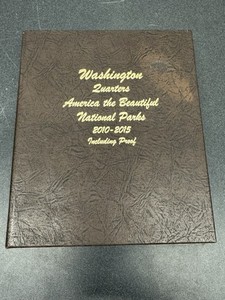 Washington
Quarters
America the Beautiful
National Parks
2010-2015
Including Proof